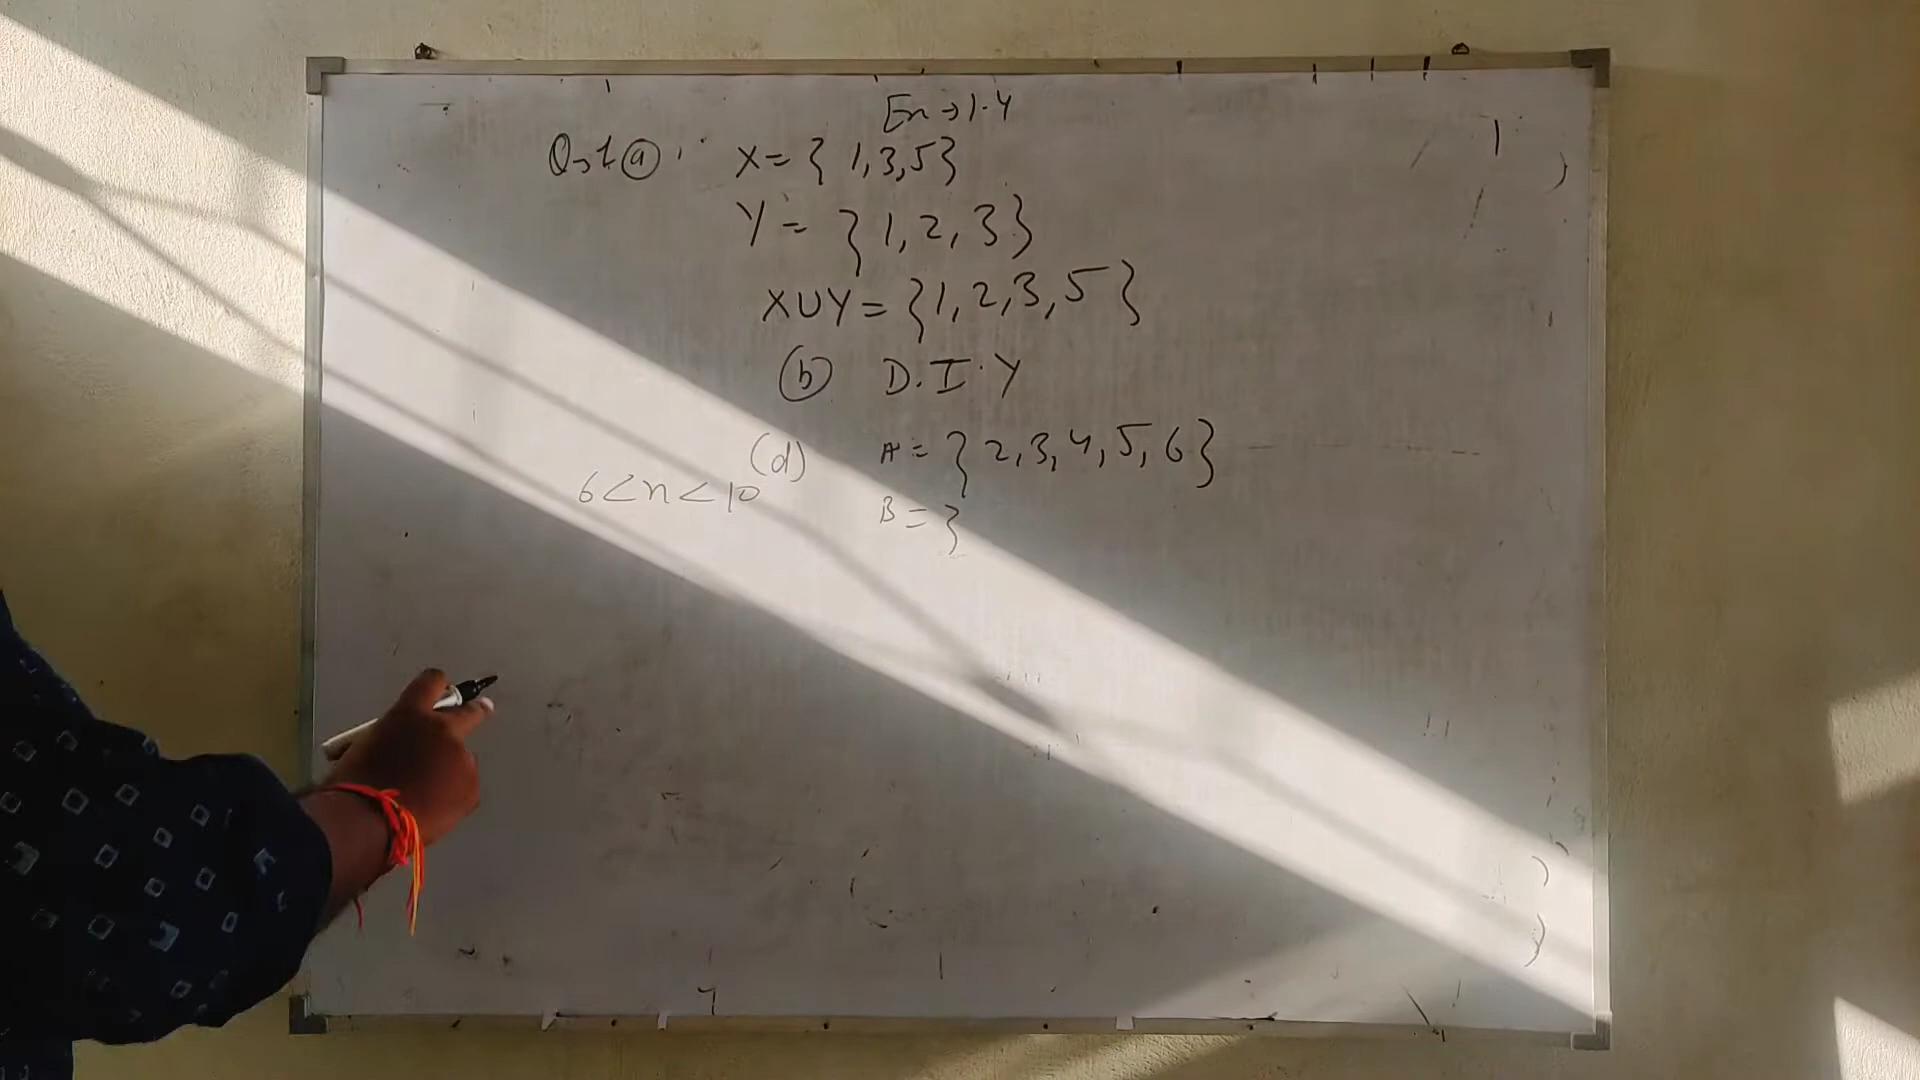 Ex→1.4
Q→1 (a) X = { 1,3,5}
Y = {1,2,3}
X∪Y = {1,2,3,5}
(b) D.I.Y
(d) A = {2,3,4,5,6}
6<n<10
B = {